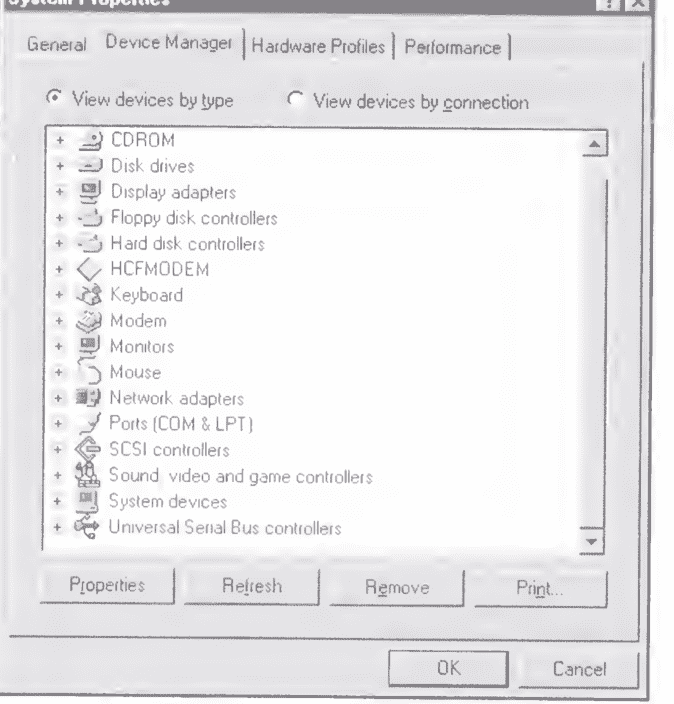 System Properties
General Device Manager Hardware Profiles Performance
View devices by type View devices by connection
+ CDROM
+ Disk drives
+ Display adapters
+ Floppy disk controllers
+ Hard disk controllers
+ HCFMODEM
+ Keyboard
+ Modem
+ Monitors
+ Mouse
+ Network adapters
+ Ports (COM & LPT)
+ SCSI controllers
+ Sound, video and game controllers
+ System devices
+ Universal Serial Bus controllers
Properties Refresh Remove Print...
OK Cancel